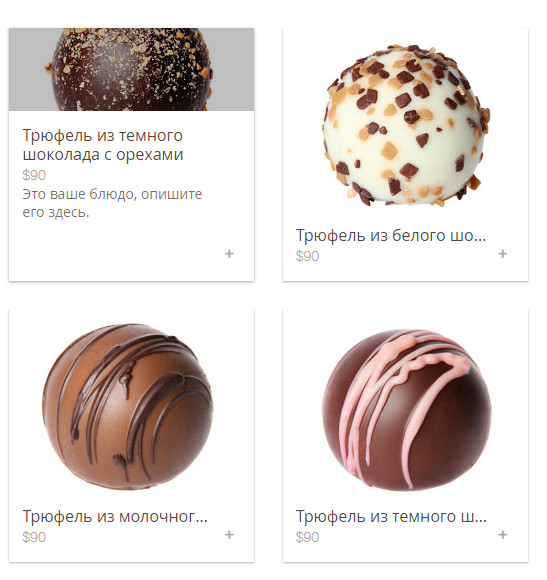 Трюфель из темного
шоколада с орехами
$90
Это ваше блюдо, опишите
его здесь.
+
Трюфель из белого шо...
$90
+
Трюфель из молочног...
$90
+
Трюфель из темного ш...
$90
+